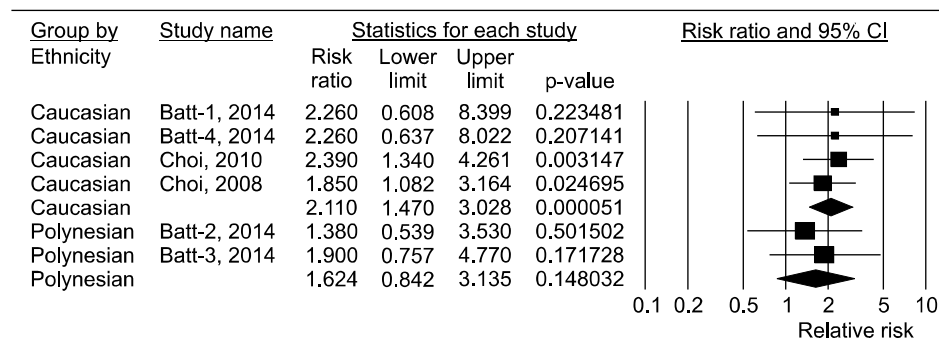 Group by Study name Statistics for each study Risk ratio and 95% CI
Ethnicity Risk ratio Lower limit Upper limit p-value
Caucasian Batt-1, 2014 2.260 0.608 8.399 0.223481
Caucasian Batt-4, 2014 2.260 0.637 8.022 0.207141
Caucasian Choi, 2010 2.390 1.340 4.261 0.003147
Caucasian Choi, 2008 1.850 1.082 3.164 0.024695
Caucasian 2.110 1.470 3.028 0.000051
Polynesian Batt-2, 2014 1.380 0.539 3.530 0.501502
Polynesian Batt-3, 2014 1.900 0.757 4.770 0.171728
Polynesian 1.624 0.842 3.135 0.148032
0.1 0.2 0.5 1 2 5 10
Relative risk